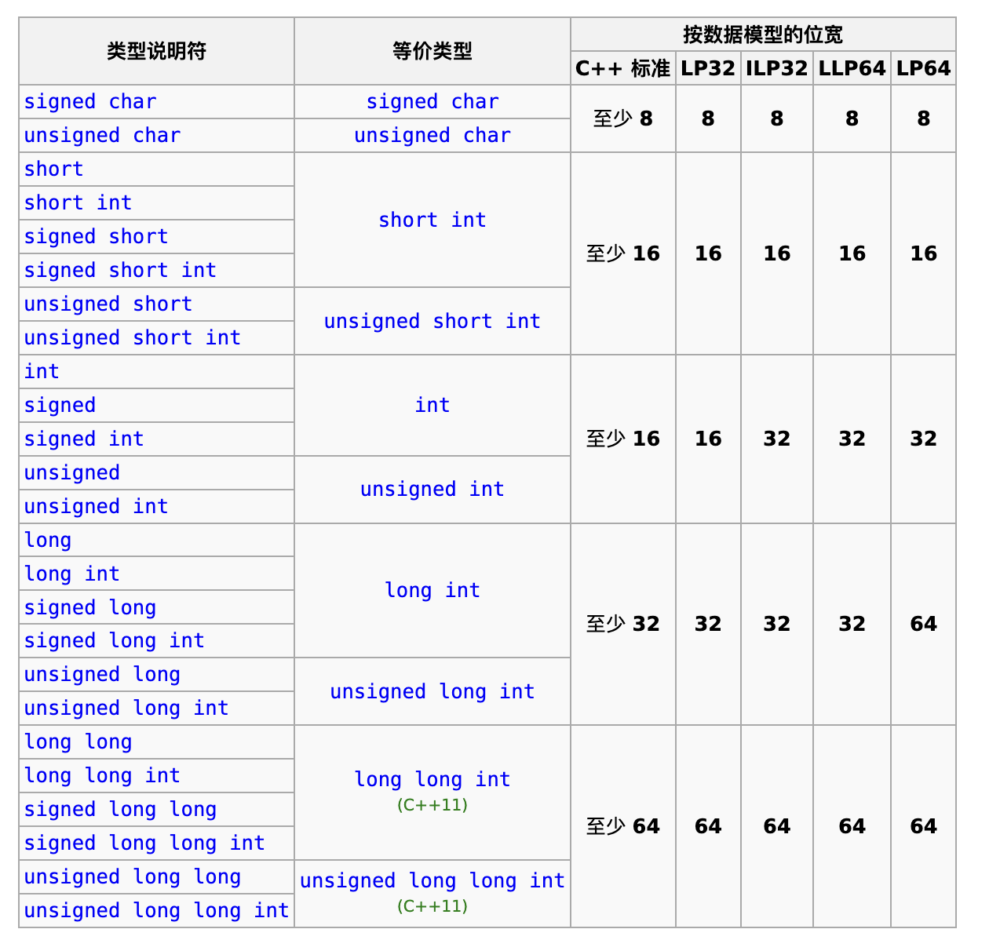 类型说明符 等价类型 按数据模型的位宽
C++ 标准 LP32 ILP32 LLP64 LP64
signed char signed char 至少 8 8 8 8 8
unsigned char unsigned char
short short int 至少 16 16 16 16 16
short int
signed short
signed short int
unsigned short unsigned short int
unsigned short int
int int 至少 16 16 32 32 32
signed
signed int
unsigned unsigned int
unsigned int
long long int 至少 32 32 32 32 64
long int
signed long
signed long int
unsigned long unsigned long int
unsigned long int
long long long long int 至少 64 64 64 64 64
long long int (C++11)
signed long long
signed long long int
unsigned long long unsigned long long int
unsigned long long int (C++11)